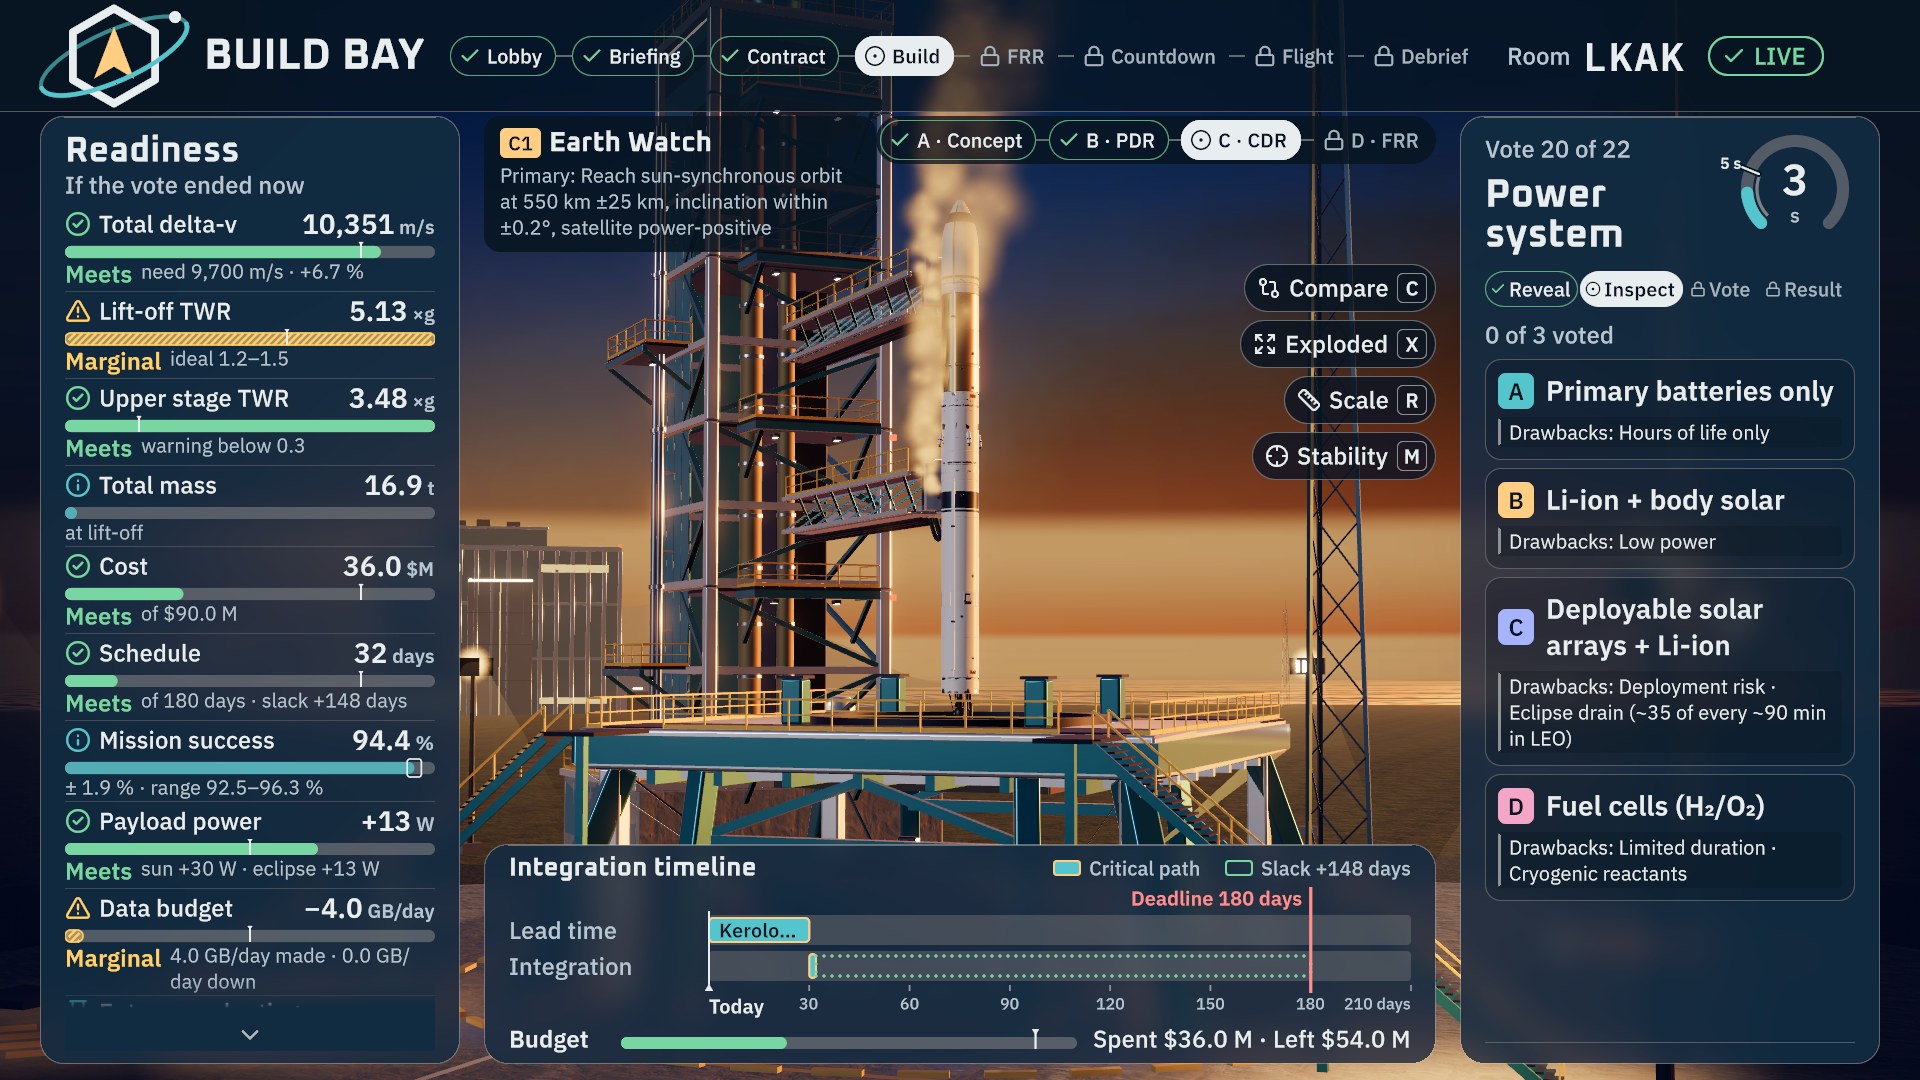 BUILD BAY
Lobby
Briefing
Contract
Build
FRR
Countdown
Flight
Debrief
Room LKAK
LIVE
Readiness
If the vote ended now
Total delta-v 10,351 m/s
Meets need 9,700 m/s · +6.7 %
Lift-off TWR 5.13 ×g
Marginal ideal 1.2–1.5
Upper stage TWR 3.48 ×g
Meets warning below 0.3
Total mass 16.9 t
at lift-off
Cost 36.0 $M
Meets of $90.0 M
Schedule 32 days
Meets of 180 days · slack +148 days
Mission success 94.4 %
± 1.9 % · range 92.5–96.3 %
Payload power +13 W
Meets sun +30 W · eclipse +13 W
Data budget −4.0 GB/day
Marginal 4.0 GB/day made · 0.0 GB/
day down
C1 Earth Watch
Primary: Reach sun-synchronous orbit
at 550 km ±25 km, inclination within
±0.2°, satellite power-positive
A · Concept
B · PDR
C · CDR
D · FRR
Compare C
Exploded X
Scale R
Stability M
Integration timeline
Critical path
Slack +148 days
Deadline 180 days
Lead time
Kerolo...
Integration
Today 30 60 90 120 150 180 210 days
Budget
Spent $36.0 M · Left $54.0 M
Vote 20 of 22
Power
system
5 s
3
s
Reveal
Inspect
Vote
Result
0 of 3 voted
A Primary batteries only
Drawbacks: Hours of life only
B Li-ion + body solar
Drawbacks: Low power
C Deployable solar
arrays + Li-ion
Drawbacks: Deployment risk ·
Eclipse drain (~35 of every ~90 min
in LEO)
D Fuel cells (H₂/O₂)
Drawbacks: Limited duration ·
Cryogenic reactants